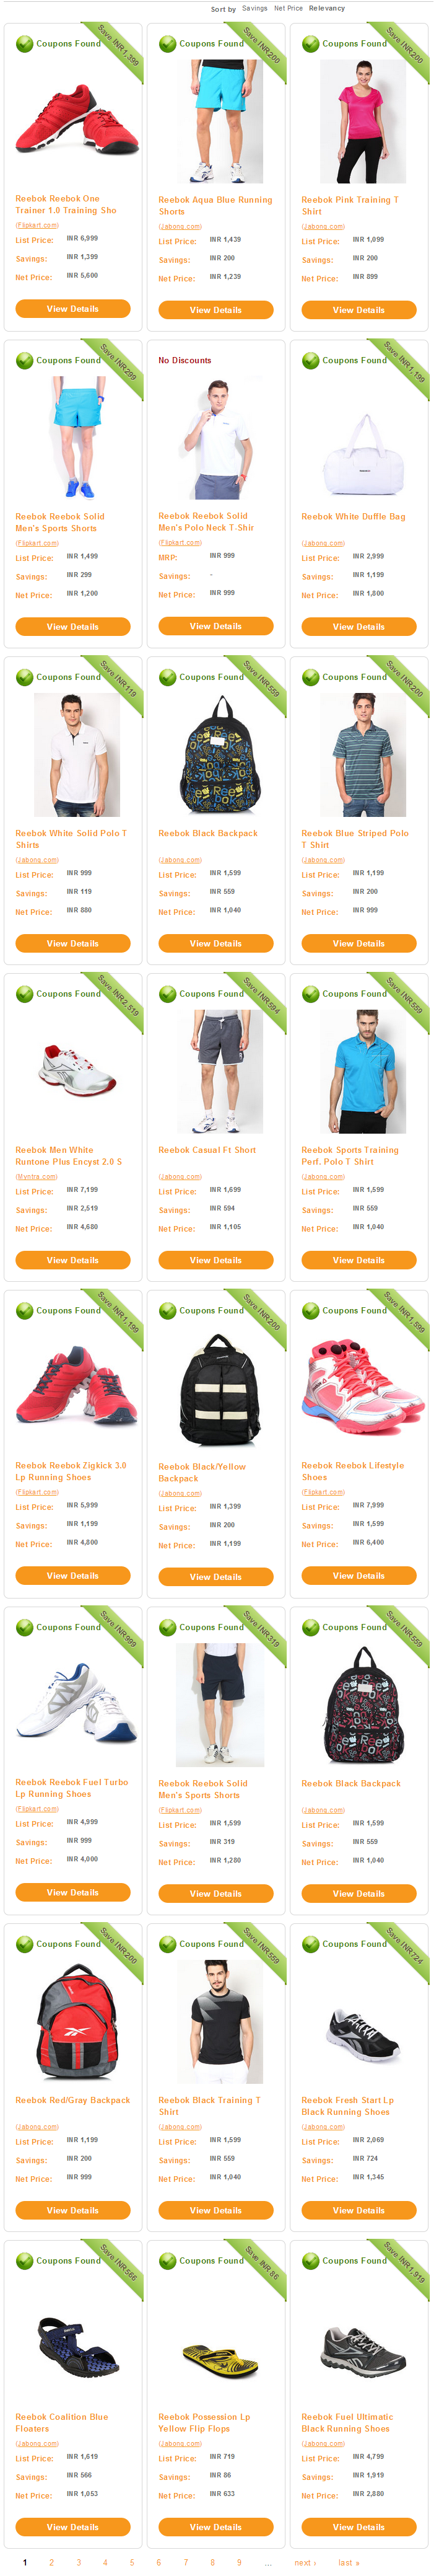 Sort by Savings Net Price Relevancy
Coupons Found
Save INR1,399
Reebok Reebok One
Trainer 1.0 Training Sho
(Flipkart.com)
List Price: INR 6,999
Savings: INR 1,399
Net Price: INR 5,600
View Details
Coupons Found
Save INR200
Reebok Aqua Blue Running
Shorts
(Jabong.com)
List Price: INR 1,439
Savings: INR 200
Net Price: INR 1,239
View Details
Coupons Found
Save INR200
Reebok Pink Training T
Shirt
(Jabong.com)
List Price: INR 1,099
Savings: INR 200
Net Price: INR 899
View Details
Coupons Found
Save INR299
Reebok Reebok Solid
Men's Sports Shorts
(Flipkart.com)
List Price: INR 1,499
Savings: INR 299
Net Price: INR 1,200
View Details
No Discounts
Reebok Reebok Solid
Men's Polo Neck T-Shir
(Flipkart.com)
MRP: INR 999
Savings: -
Net Price: INR 999
View Details
Coupons Found
Save INR1,199
Reebok White Duffle Bag
(Jabong.com)
List Price: INR 2,999
Savings: INR 1,199
Net Price: INR 1,800
View Details
Coupons Found
Save INR119
Reebok White Solid Polo T
Shirts
(Jabong.com)
List Price: INR 999
Savings: INR 119
Net Price: INR 880
View Details
Coupons Found
Save INR559
Reebok Black Backpack
(Jabong.com)
List Price: INR 1,599
Savings: INR 559
Net Price: INR 1,040
View Details
Coupons Found
Save INR200
Reebok Blue Striped Polo
T Shirt
(Jabong.com)
List Price: INR 1,199
Savings: INR 200
Net Price: INR 999
View Details
Coupons Found
Save INR2,519
Reebok Men White
Runtone Plus Encyst 2.0 S
(Myntra.com)
List Price: INR 7,199
Savings: INR 2,519
Net Price: INR 4,680
View Details
Coupons Found
Save INR594
Reebok Casual Ft Short
(Jabong.com)
List Price: INR 1,699
Savings: INR 594
Net Price: INR 1,105
View Details
Coupons Found
Save INR559
Reebok Sports Training
Perf. Polo T Shirt
(Jabong.com)
List Price: INR 1,599
Savings: INR 559
Net Price: INR 1,040
View Details
Coupons Found
Save INR1,199
Reebok Reebok Zigkick 3.0
Lp Running Shoes
(Flipkart.com)
List Price: INR 5,999
Savings: INR 1,199
Net Price: INR 4,800
View Details
Coupons Found
Save INR200
Reebok Black/Yellow
Backpack
(Jabong.com)
List Price: INR 1,399
Savings: INR 200
Net Price: INR 1,199
View Details
Coupons Found
Save INR1,599
Reebok Reebok Lifestyle
Shoes
(Flipkart.com)
List Price: INR 7,999
Savings: INR 1,599
Net Price: INR 6,400
View Details
Coupons Found
Save INR999
Reebok Reebok Fuel Turbo
Lp Running Shoes
(Flipkart.com)
List Price: INR 4,999
Savings: INR 999
Net Price: INR 4,000
View Details
Coupons Found
Save INR319
Reebok Reebok Solid
Men's Sports Shorts
(Flipkart.com)
List Price: INR 1,599
Savings: INR 319
Net Price: INR 1,280
View Details
Coupons Found
Save INR559
Reebok Black Backpack
(Jabong.com)
List Price: INR 1,599
Savings: INR 559
Net Price: INR 1,040
View Details
Coupons Found
Save INR200
Reebok Red/Gray Backpack
(Jabong.com)
List Price: INR 1,199
Savings: INR 200
Net Price: INR 999
View Details
Coupons Found
Save INR559
Reebok Black Training T
Shirt
(Jabong.com)
List Price: INR 1,599
Savings: INR 559
Net Price: INR 1,040
View Details
Coupons Found
Save INR724
Reebok Fresh Start Lp
Black Running Shoes
(Jabong.com)
List Price: INR 2,069
Savings: INR 724
Net Price: INR 1,345
View Details
Coupons Found
Save INR566
Reebok Coalition Blue
Floaters
(Jabong.com)
List Price: INR 1,619
Savings: INR 566
Net Price: INR 1,053
View Details
Coupons Found
Save INR86
Reebok Possession Lp
Yellow Flip Flops
(Jabong.com)
List Price: INR 719
Savings: INR 86
Net Price: INR 633
View Details
Coupons Found
Save INR1,919
Reebok Fuel Ultimatic
Black Running Shoes
(Jabong.com)
List Price: INR 4,799
Savings: INR 1,919
Net Price: INR 2,880
View Details
1 2 3 4 5 6 7 8 9 … next › last »